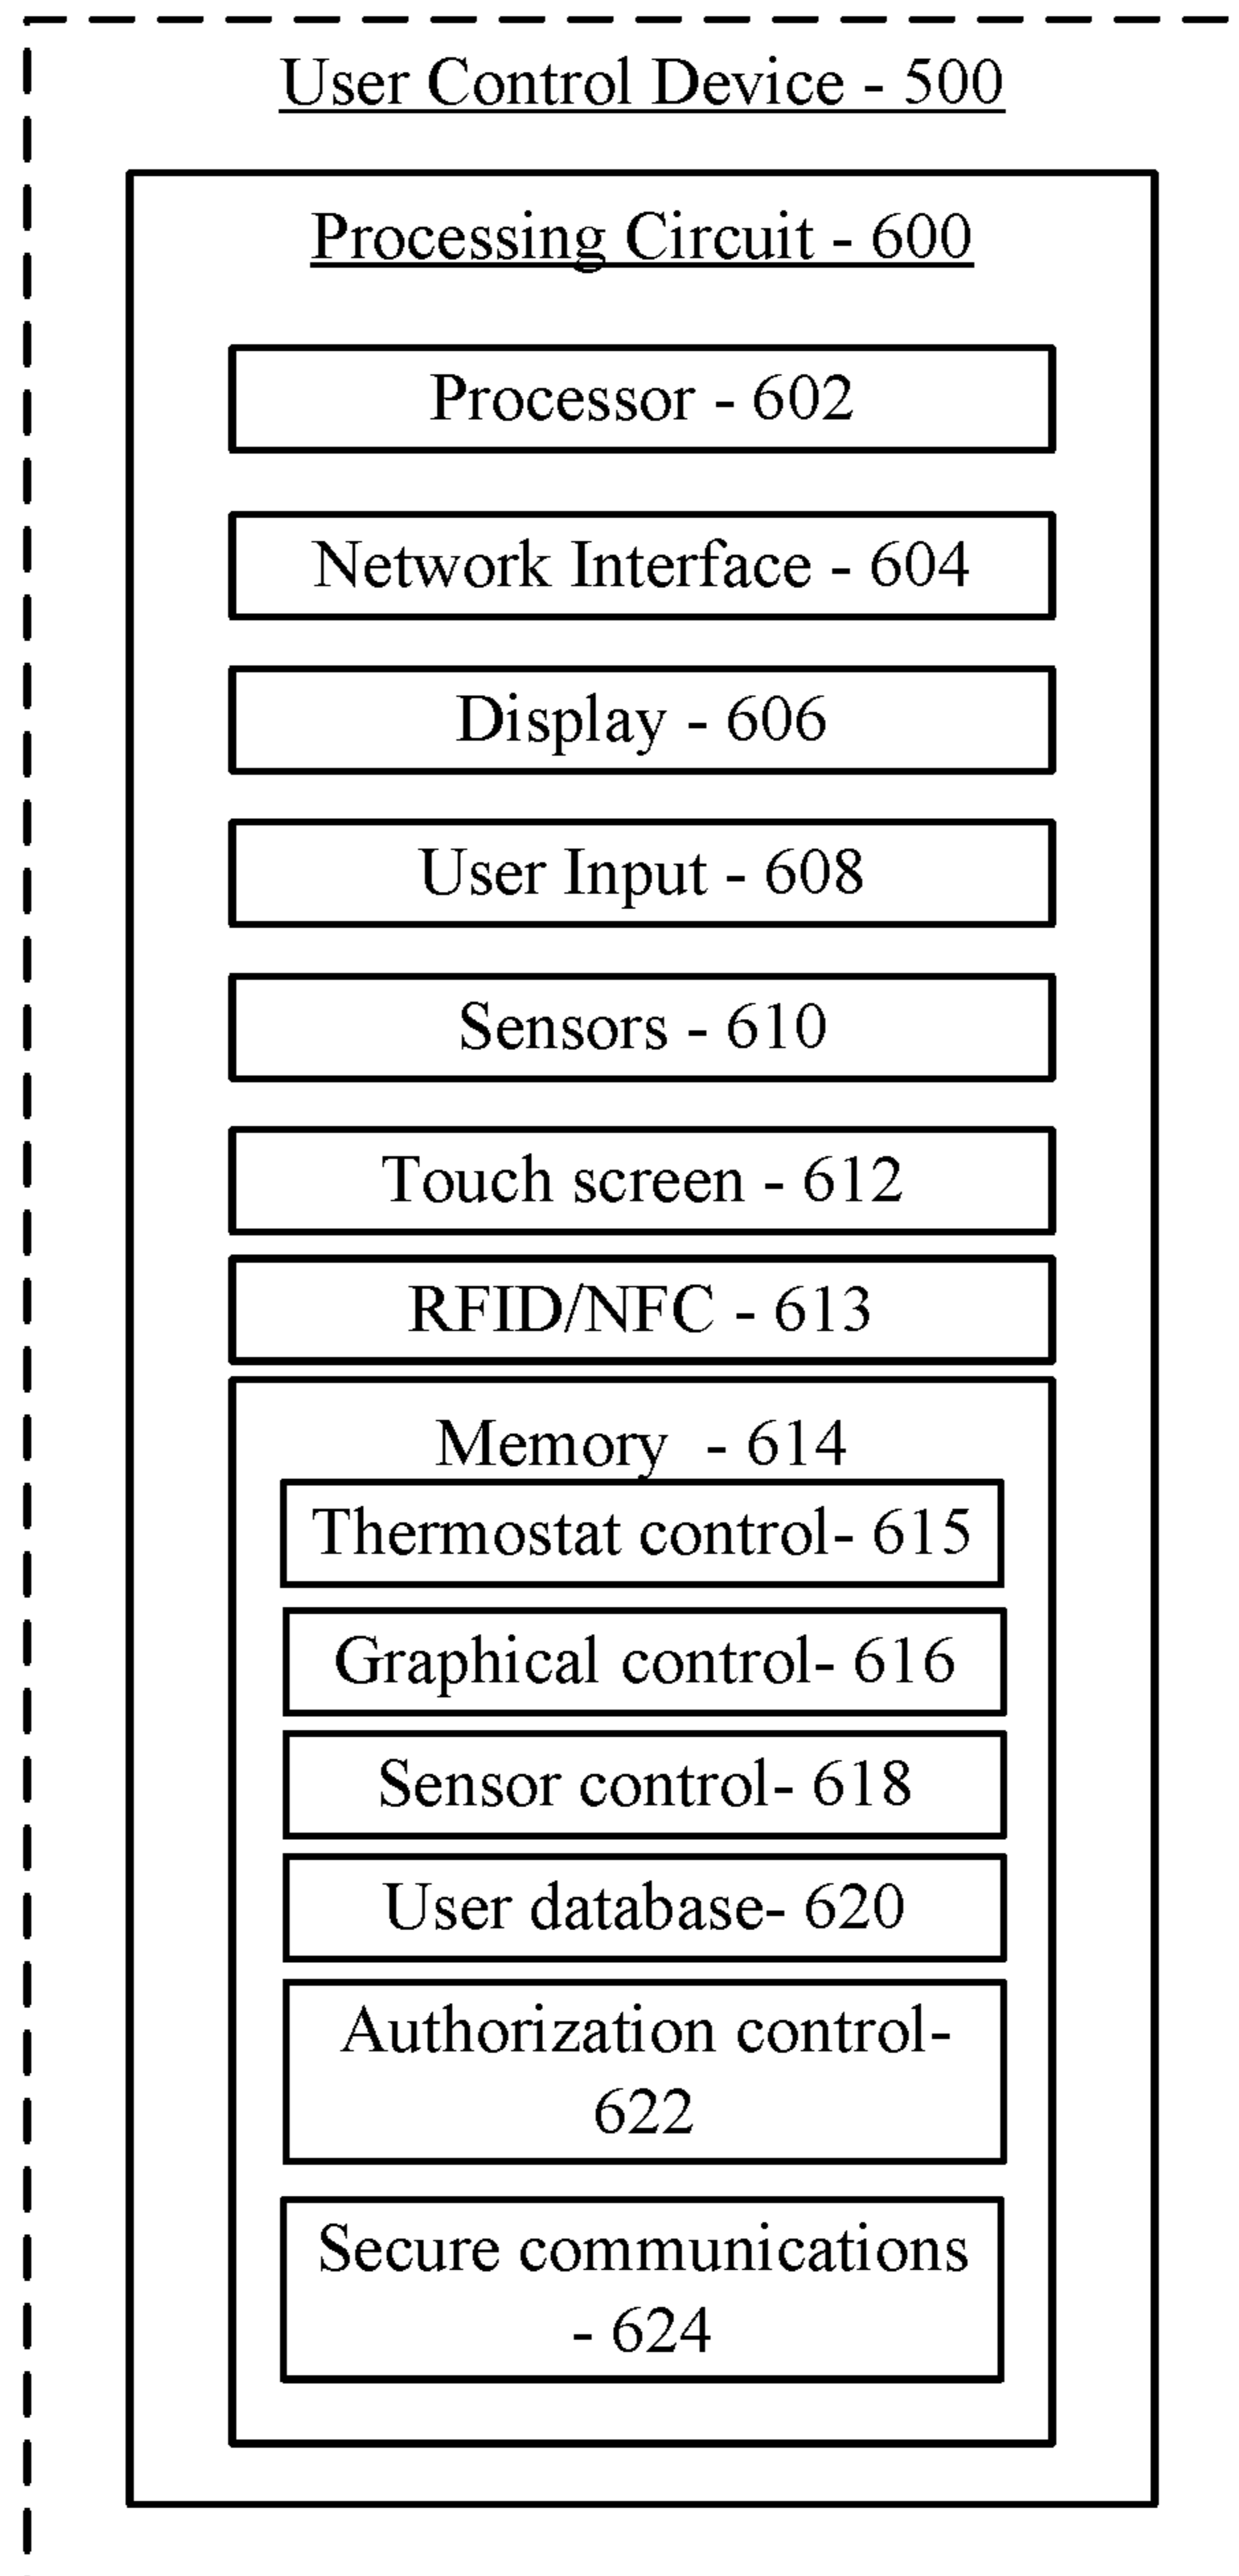 User Control Device - 500
Processing Circuit - 600
Processor - 602
Network Interface - 604
Display - 606
User Input - 608
Sensors - 610
Touch screen - 612
RFID/NFC - 613
Memory - 614
Thermostat control- 615
Graphical control- 616
Sensor control- 618
User database- 620
Authorization control-
622
Secure communications
- 624